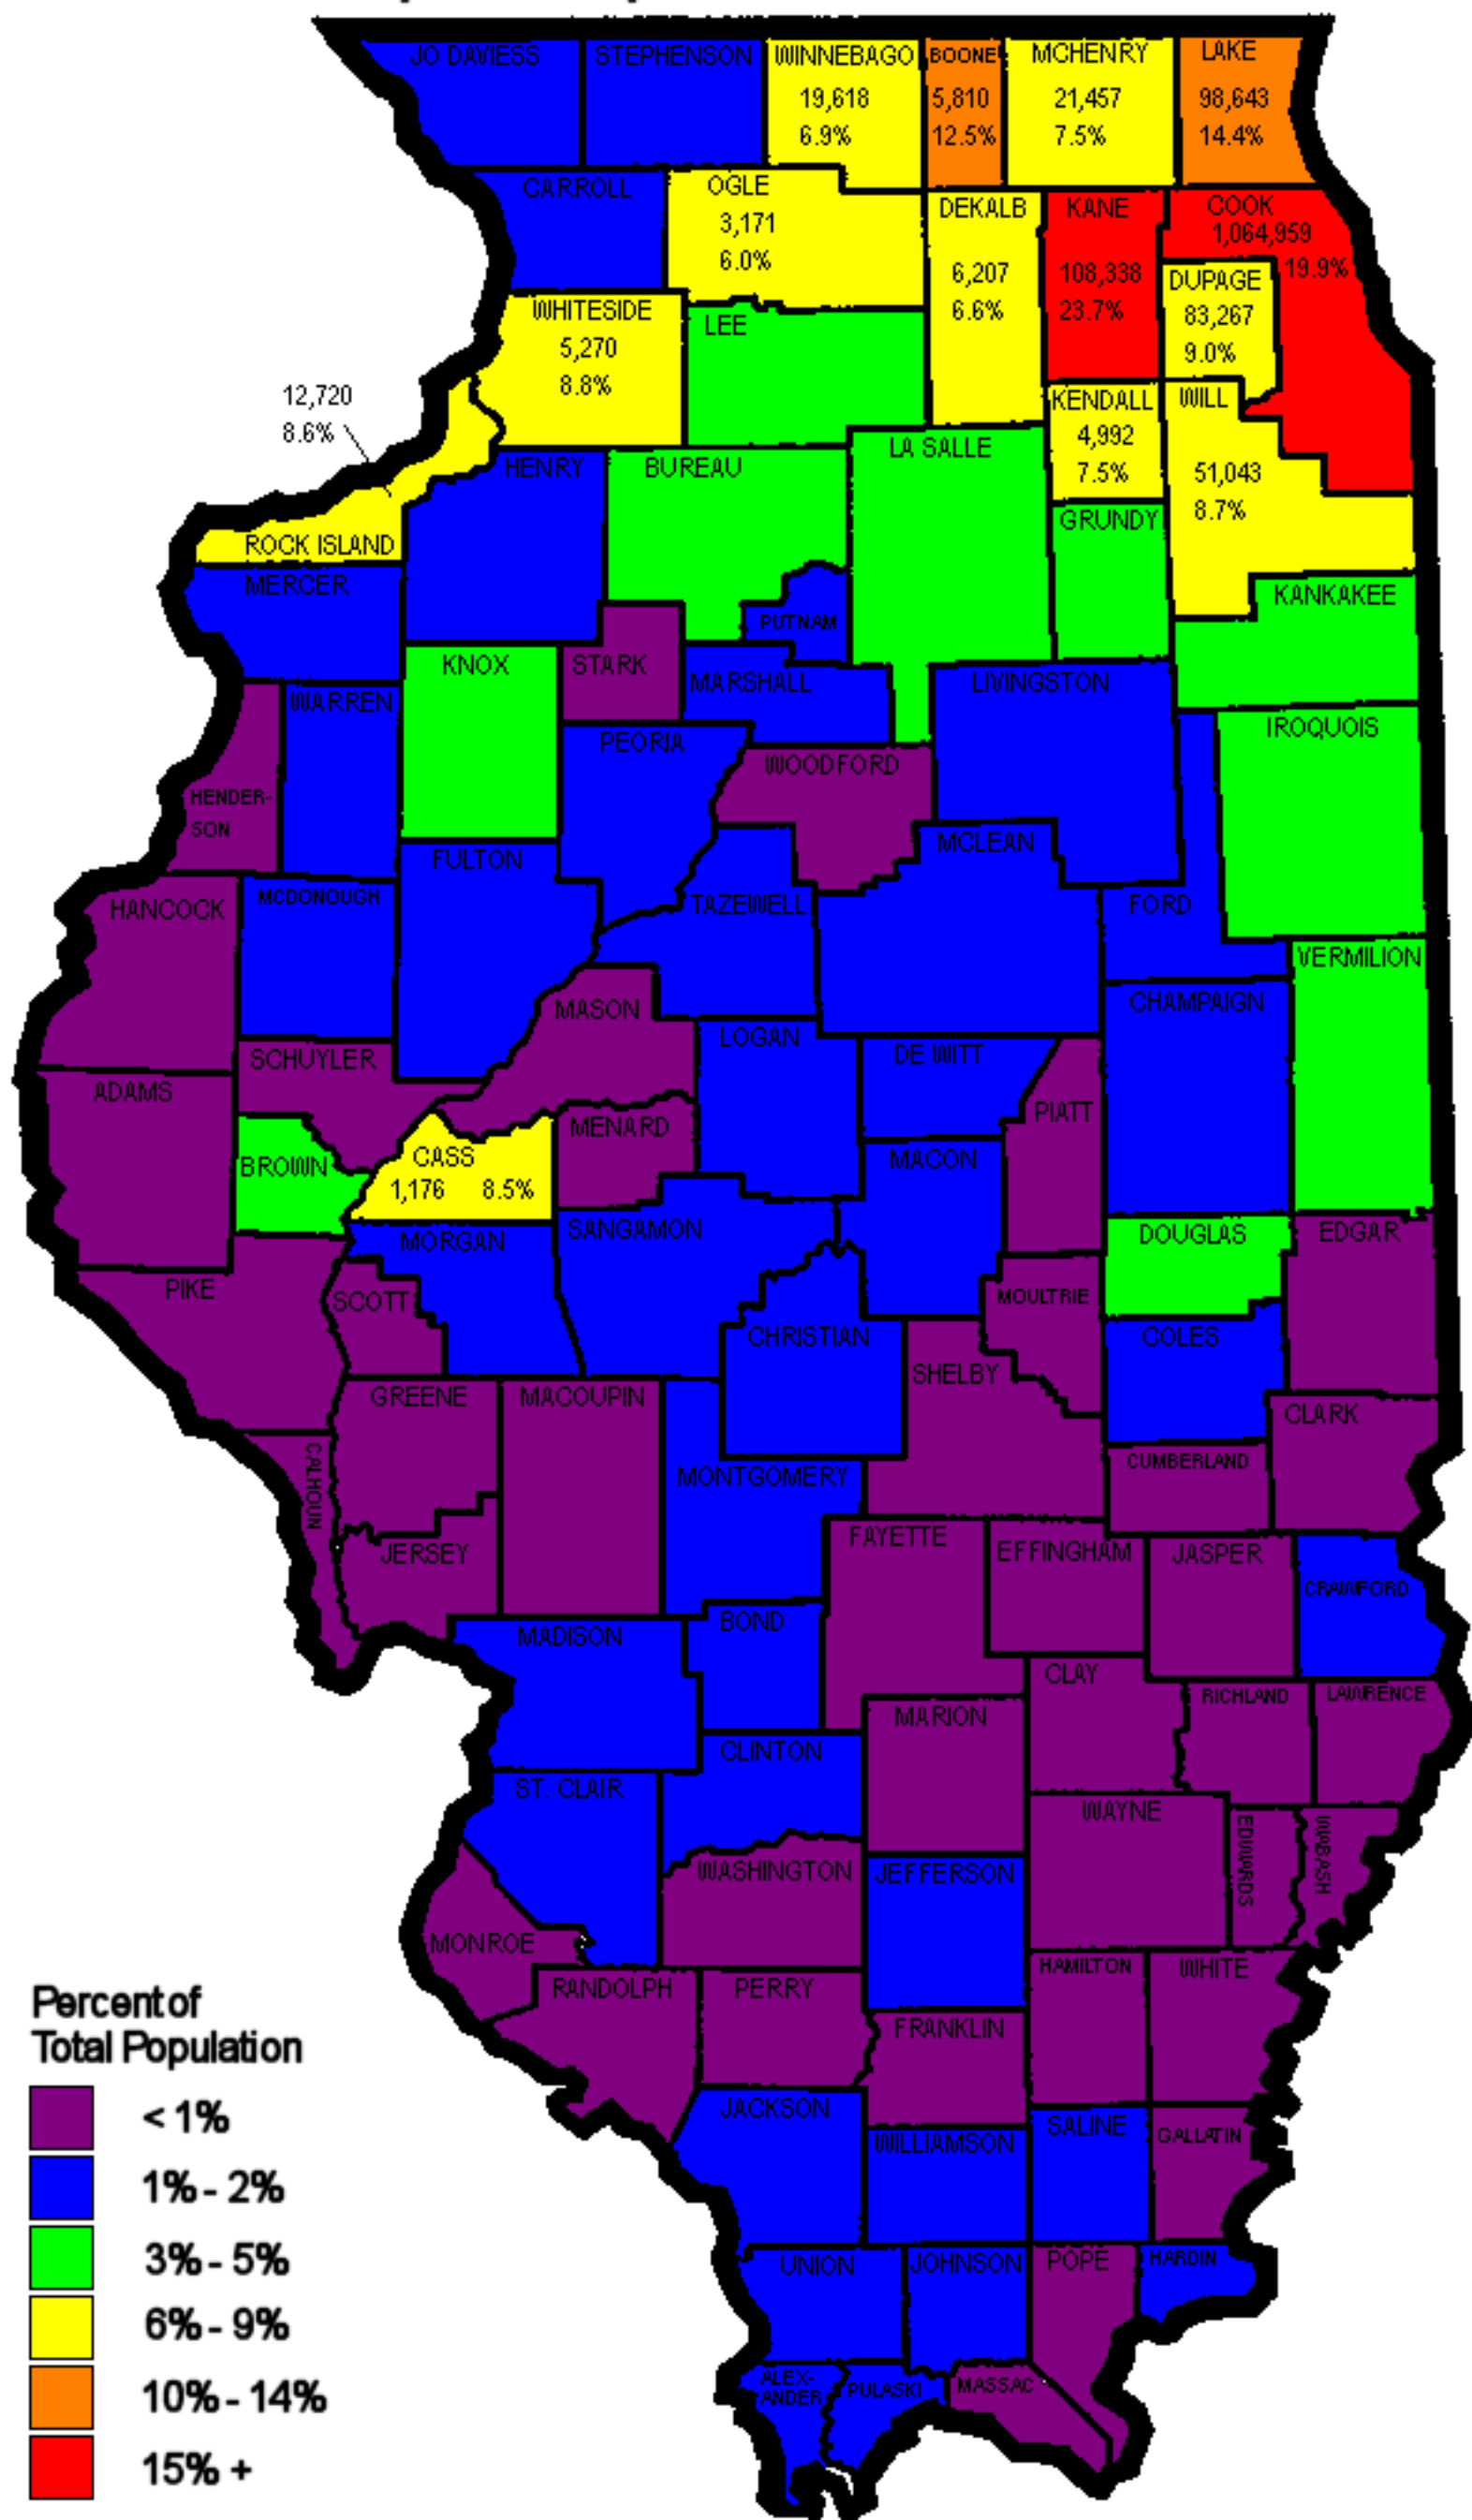 JO DAVIESS
STEPHENSON
WINNEBAGO
19,618
6.9%
BOONE
5,810
12.5%
MCHENRY
21,457
7.5%
LAKE
98,643
14.4%
CARROLL
OGLE
3,171
6.0%
DEKALB
6,207
6.6%
KANE
108,338
23.7%
COOK
1,064,959
19.9%
DUPAGE
83,267
9.0%
WHITESIDE
5,270
8.8%
LEE
12,720
8.6%
ROCK ISLAND
HENRY
BUREAU
LA SALLE
KENDALL
4,992
7.5%
WILL
51,043
8.7%
GRUNDY
KANKAKEE
MERCER
PUTNAM
KNOX
STARK
MARSHALL
LIVINGSTON
WARREN
HENDER-
SON
PEORIA
WOODFORD
IROQUOIS
FULTON
MCLEAN
MCDONOUGH
HANCOCK
TAZEWELL
FORD
VERMILION
MASON
CHAMPAIGN
LOGAN
DE WITT
SCHUYLER
ADAMS
PIATT
MENARD
BROWN
CASS
1,176 8.5%
MACON
SANGAMON
MORGAN
DOUGLAS
EDGAR
PIKE
SCOTT
MOULTRIE
CHRISTIAN
COLES
SHELBY
GREENE
MACOUPIN
CLARK
CALHOUN
MONTGOMERY
CUMBERLAND
JERSEY
FAYETTE
EFFINGHAM
JASPER
CRAWFORD
MADISON
BOND
CLAY
RICHLAND
LAWRENCE
MARION
CLINTON
ST. CLAIR
WAYNE
EDWARDS
WABASH
WASHINGTON
JEFFERSON
MONROE
HAMILTON
WHITE
RANDOLPH
PERRY
FRANKLIN
JACKSON
WILLIAMSON
SALINE
GALLATIN
UNION
JOHNSON
POPE
HARDIN
ALEX-
ANDER
PULASKI
MASSAC
Percent of
Total Population
< 1%
1% - 2%
3% - 5%
6% - 9%
10% - 14%
15% +